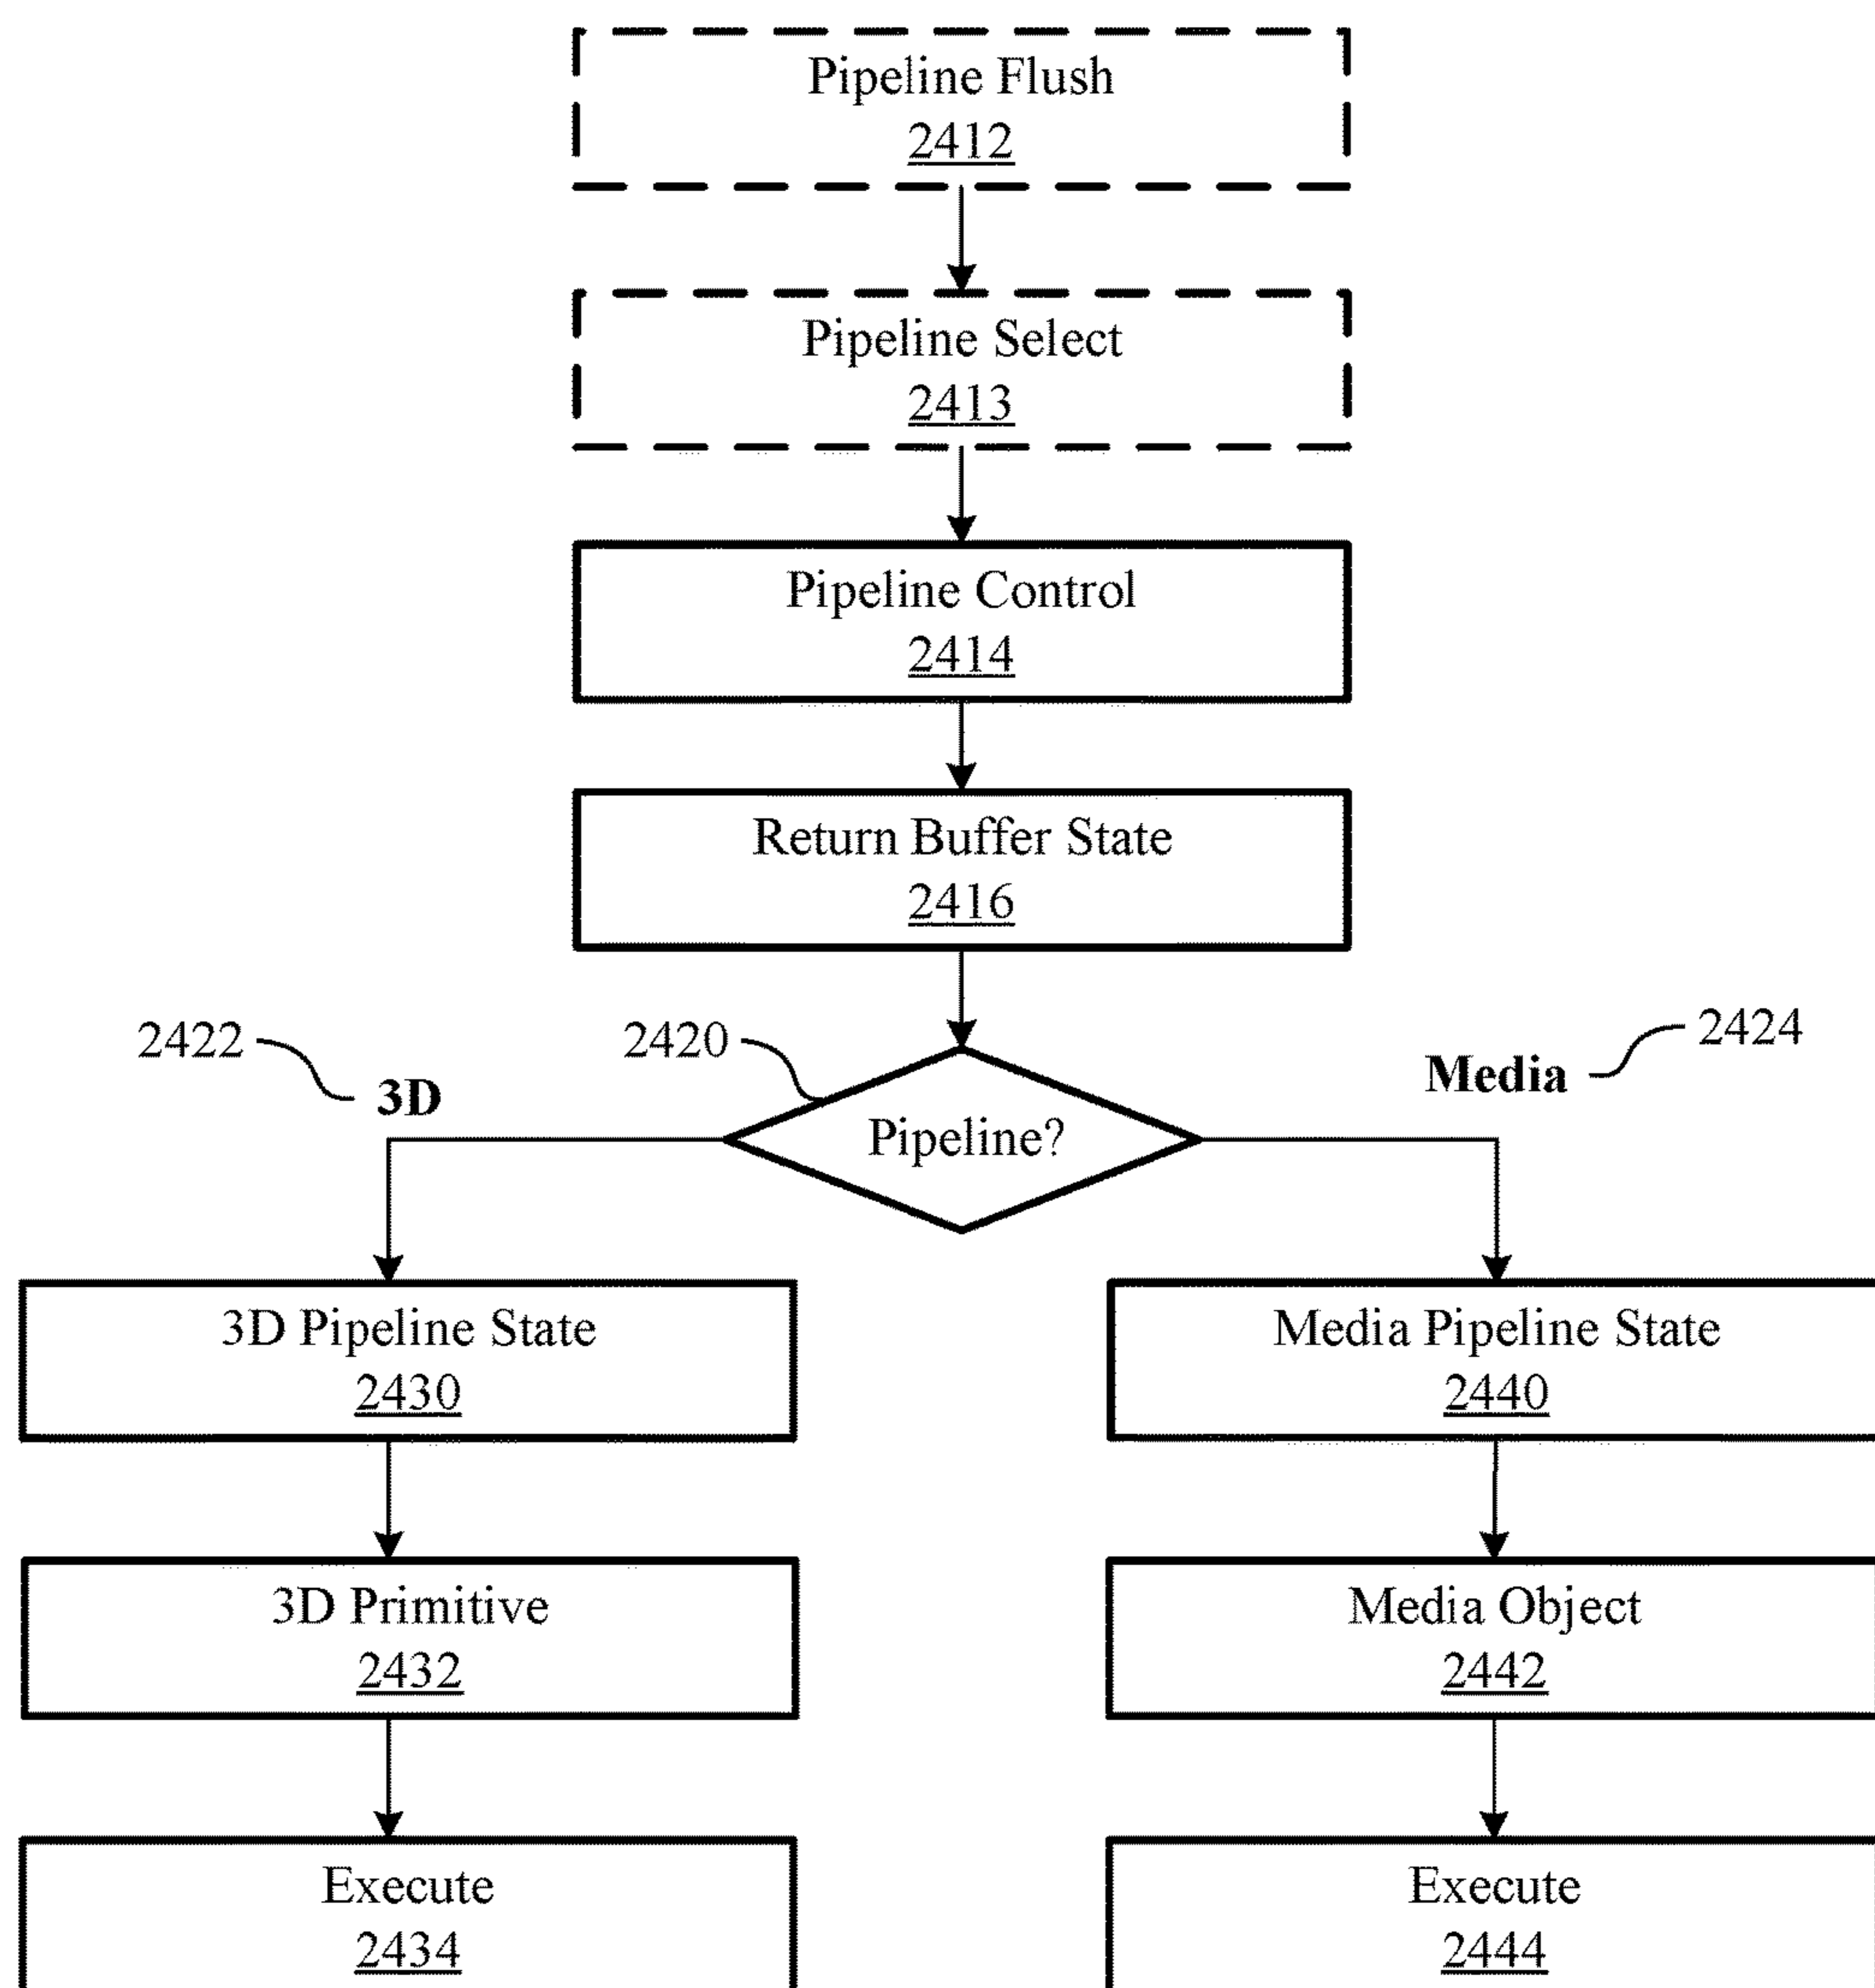 Pipeline Flush
2412
Pipeline Select
2413
Pipeline Control
2414
Return Buffer State
2416
2422
3D
2420
Pipeline?
Media
2424
3D Pipeline State
2430
Media Pipeline State
2440
3D Primitive
2432
Media Object
2442
Execute
2434
Execute
2444